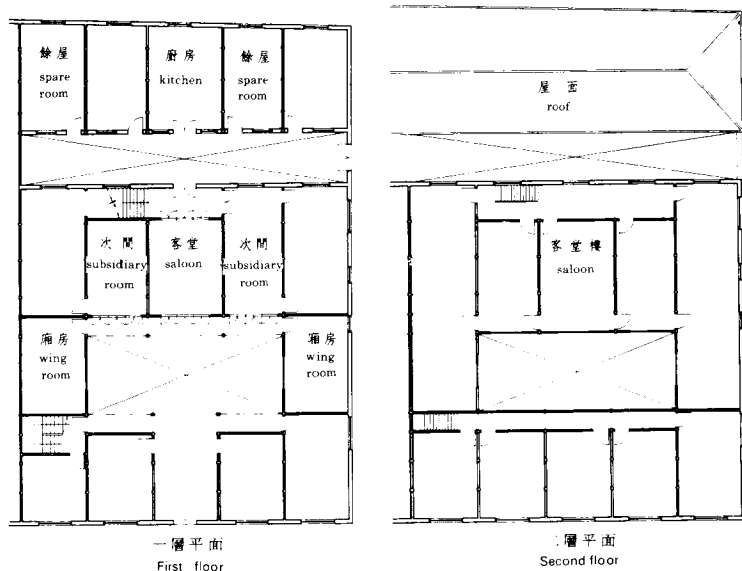 餘屋
spare
room
廚房
kitchen
餘屋
spare
room
次間
subsidiary
room
客堂
saloon
次間
subsidiary
room
廂房
wing
room
廂房
wing
room
一層平面
First floor
屋面
roof
客堂樓
saloon
二層平面
Second floor